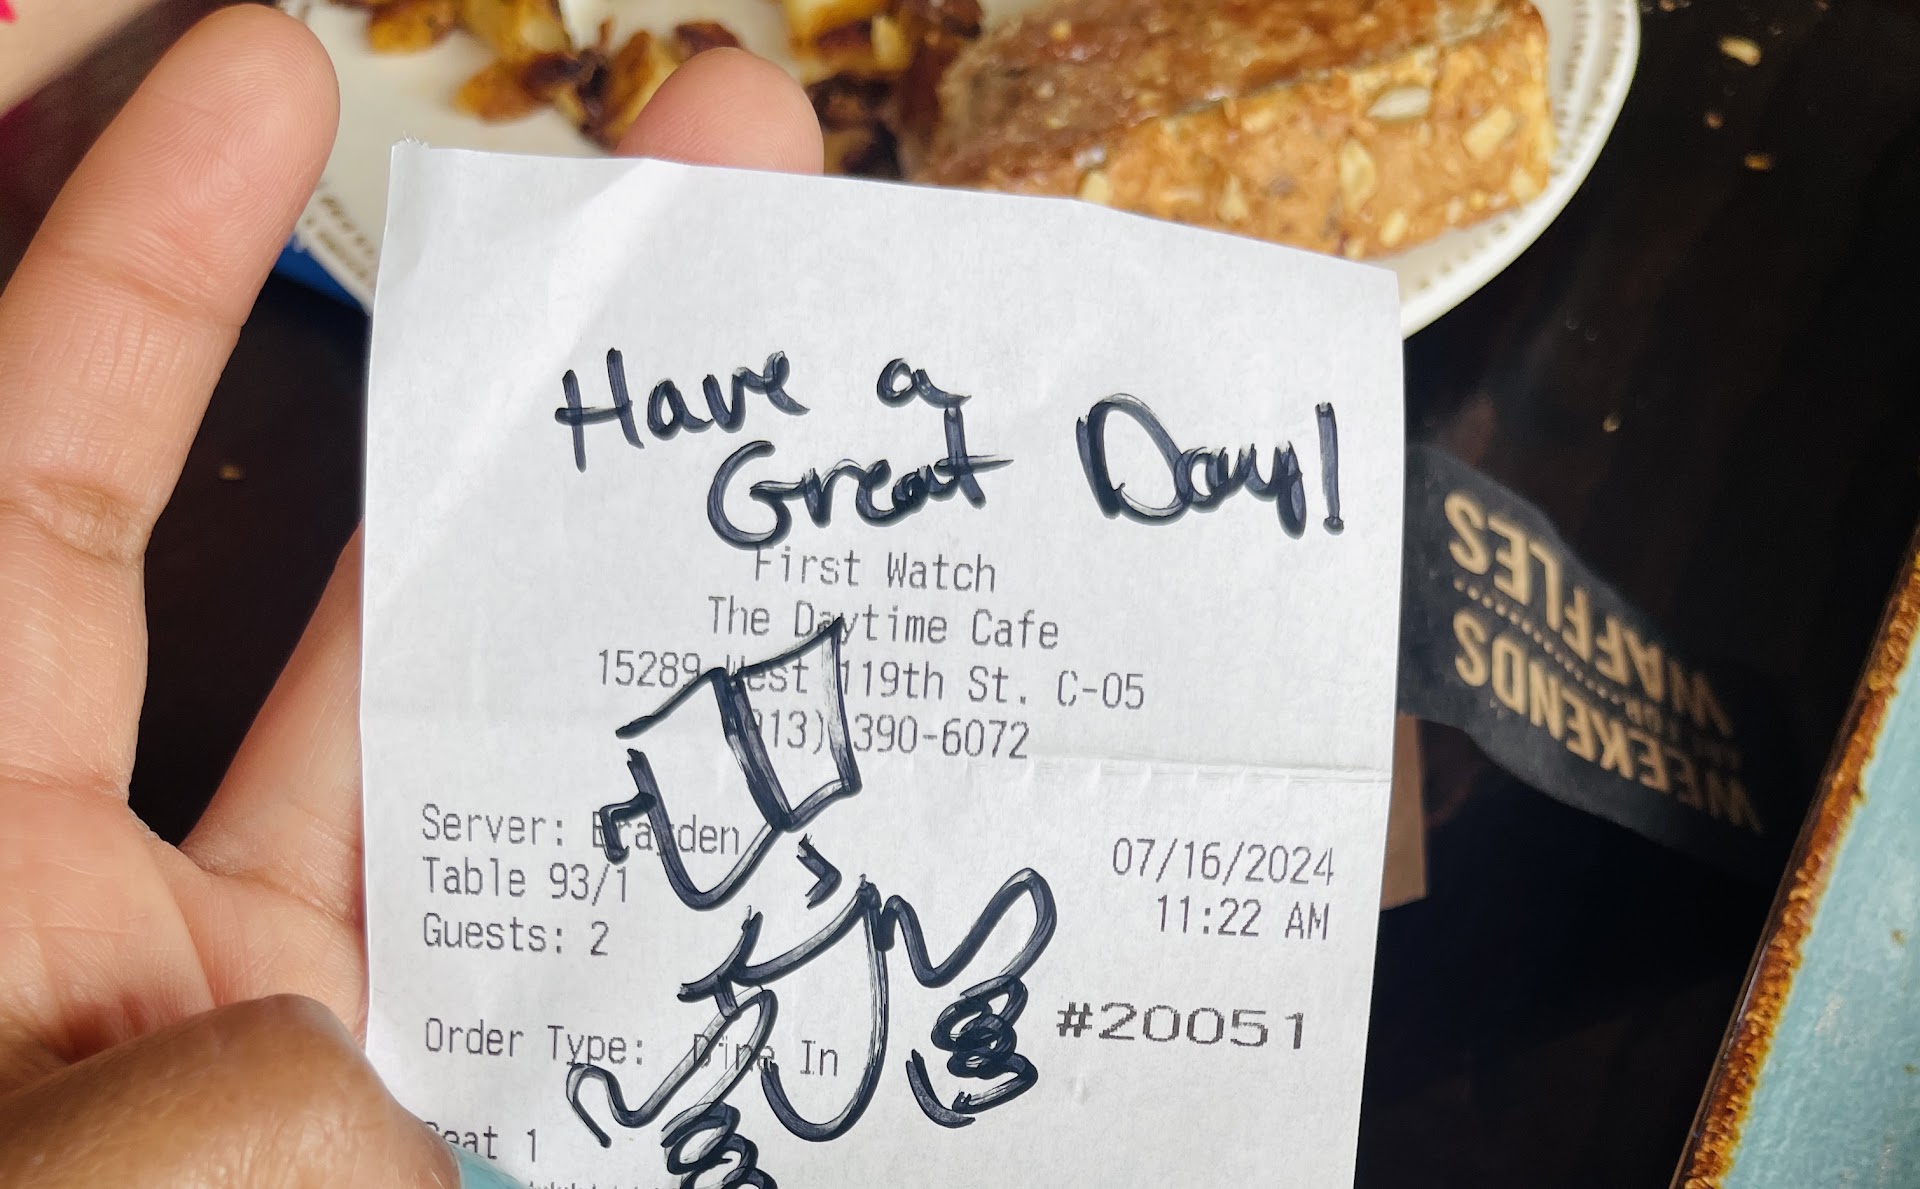 Have a
Great Day!
First Watch
The Daytime Cafe
15289 West 119th St. C-05
(913) 390-6072
Server: Brayden
07/16/2024
Table 93/1
11:22 AM
Guests: 2
#20051
Order Type: Dine In
Seat 1
WEEKENDS
WAFFLES